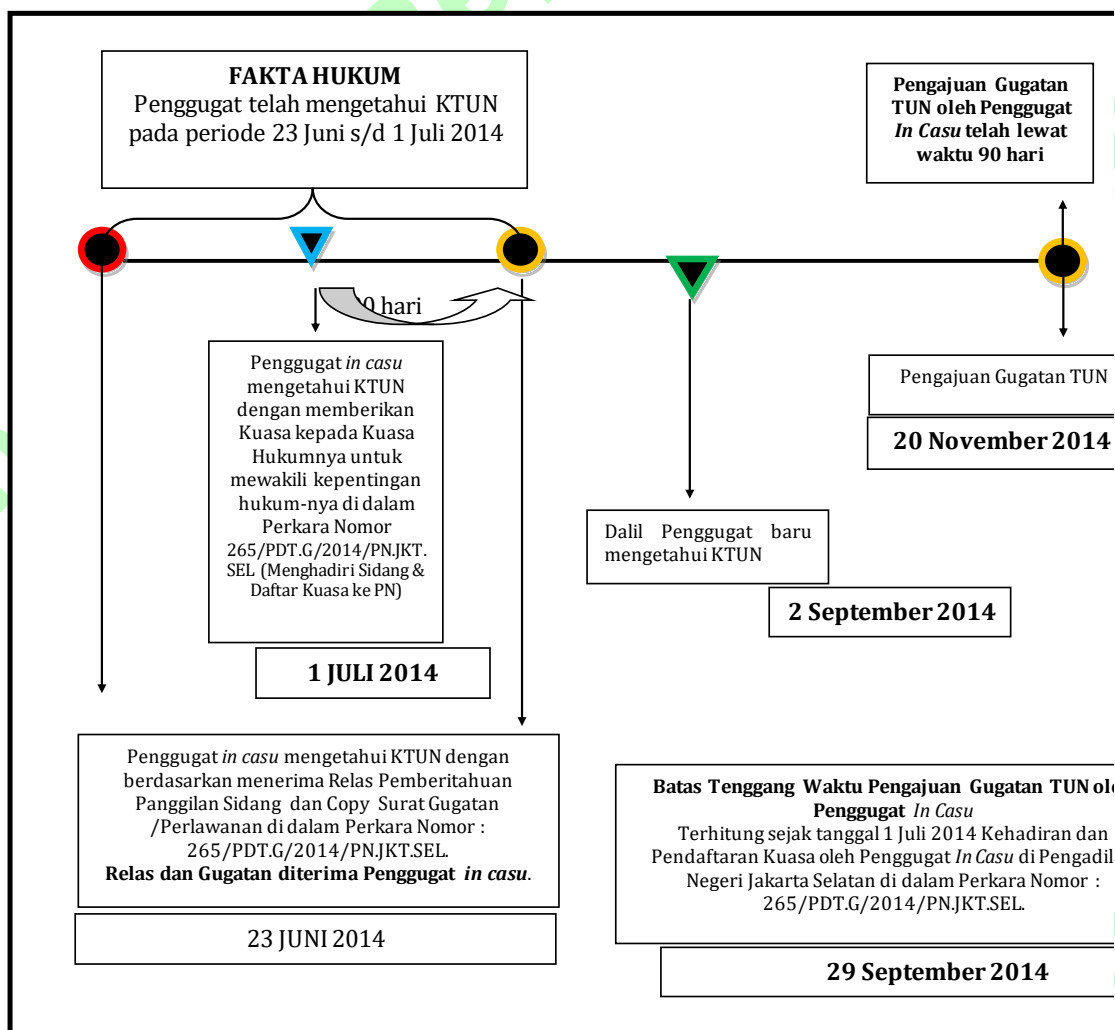 FAKTA HUKUM
Penggugat telah mengetahui KTUN
pada periode 23 Juni s/d 1 Juli 2014
Pengajuan Gugatan
TUN oleh Penggugat
In Casu telah lewat
waktu 90 hari
0 hari
Penggugat in casu
mengetahui KTUN
dengan memberikan
Kuasa kepada Kuasa
Hukumnya untuk
mewakili kepentingan
hukum-nya di dalam
Perkara Nomor
265/PDT.G/2014/PN.JKT.
SEL (Menghadiri Sidang &
Daftar Kuasa ke PN)
1 JULI 2014
Pengajuan Gugatan TUN
20 November 2014
Dalil Penggugat baru
mengetahui KTUN
2 September 2014
Penggugat in casu mengetahui KTUN dengan
berdasarkan menerima Relas Pemberitahuan
Panggilan Sidang dan Copy Surat Gugatan
/Perlawanan di dalam Perkara Nomor :
265/PDT.G/2014/PN.JKT.SEL.
Relas dan Gugatan diterima Penggugat in casu.
23 JUNI 2014
Batas Tenggang Waktu Pengajuan Gugatan TUN ol
Penggugat In Casu
Terhitung sejak tanggal 1 Juli 2014 Kehadiran dan
Pendaftaran Kuasa oleh Penggugat In Casu di Pengadil
Negeri Jakarta Selatan di dalam Perkara Nomor :
265/PDT.G/2014/PN.JKT.SEL.
29 September 2014